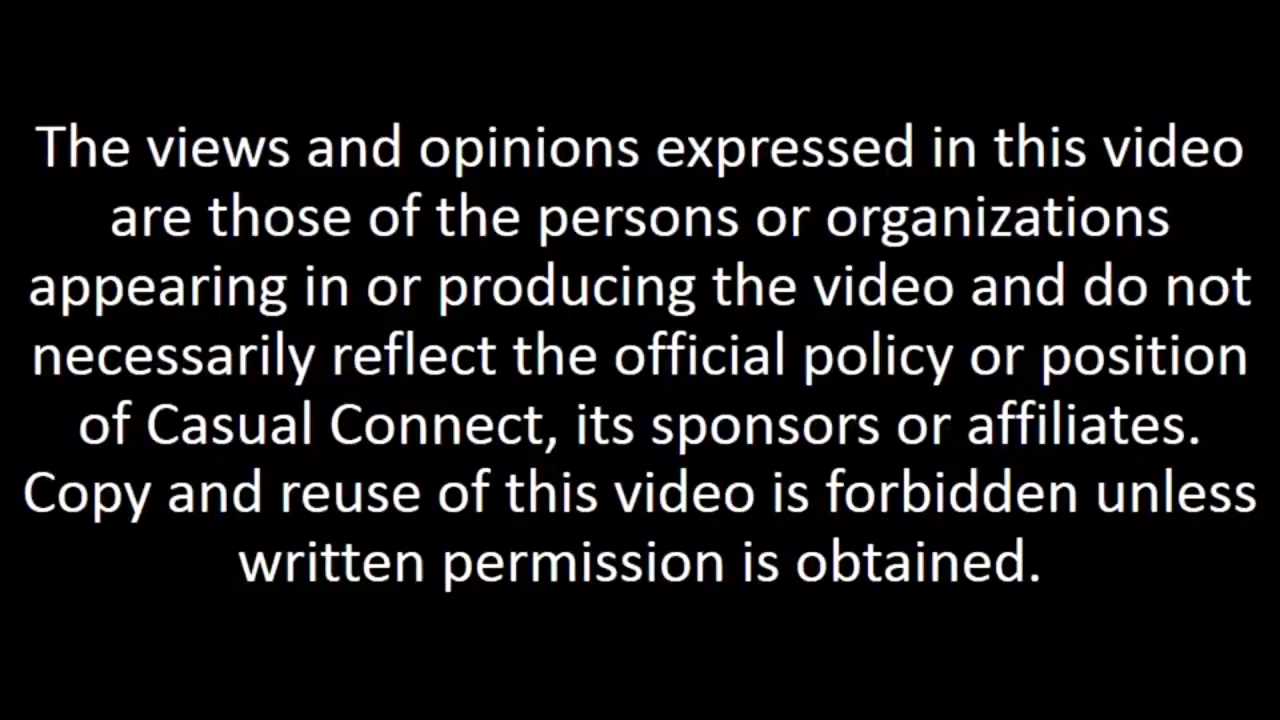 The views and opinions expressed in this video
are those of the persons or organizations
appearing in or producing the video and do not
necessarily reflect the official policy or position
of Casual Connect, its sponsors or affiliates.
Copy and reuse of this video is forbidden unless
written permission is obtained.